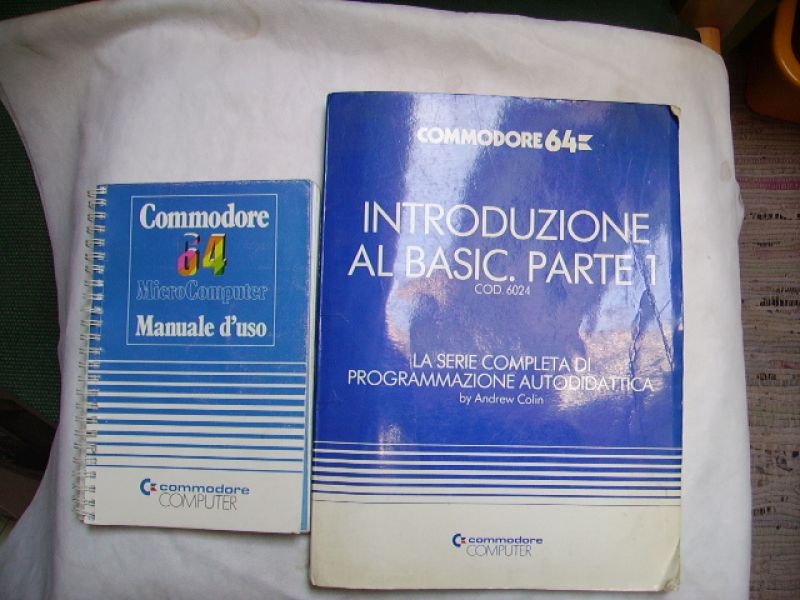 Commodore
64
MicroComputer
Manuale d'uso
commodore
COMPUTER
COMMODORE 64
INTRODUZIONE
AL BASIC. PARTE 1
COD. 6024
LA SERIE COMPLETA DI
PROGRAMMAZIONE AUTODIDATTICA
by Andrew Colin
commodore
COMPUTER